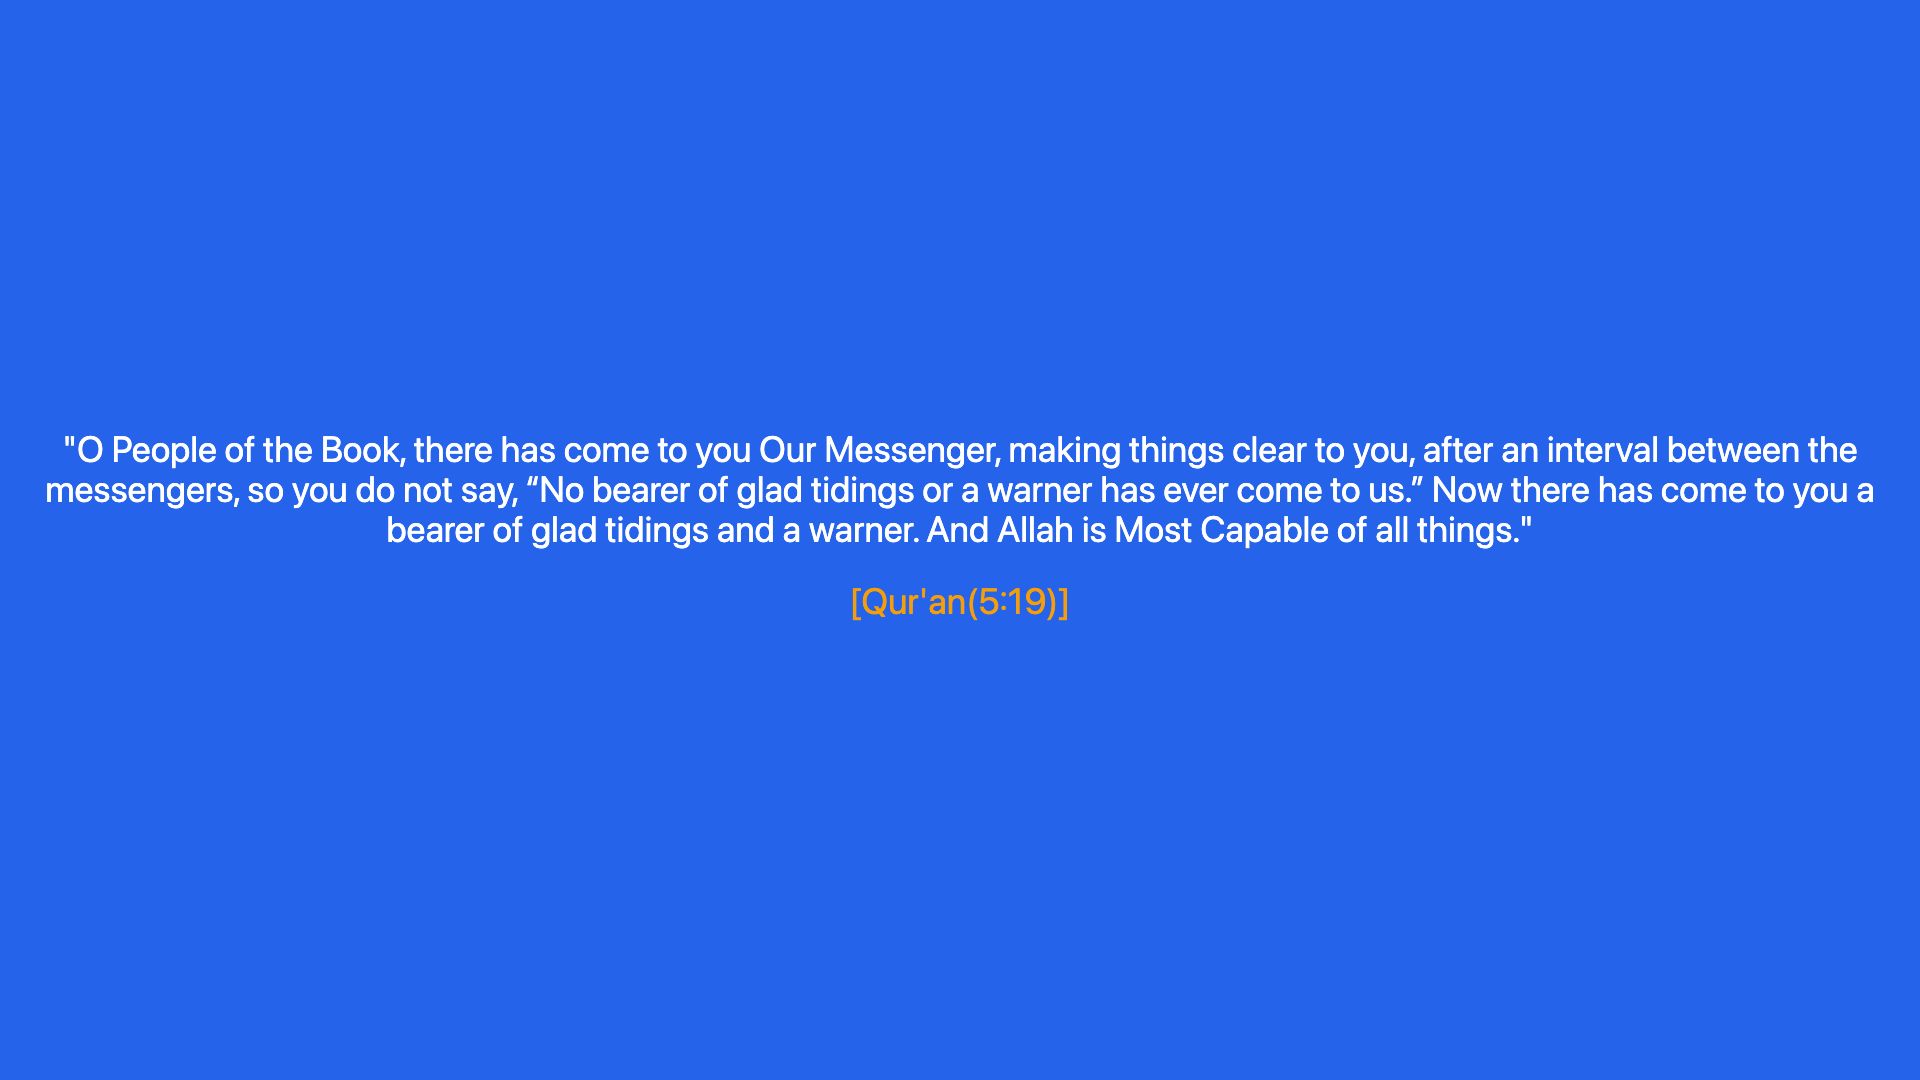 "O People of the Book, there has come to you Our Messenger, making things clear to you, after an interval between the
messengers, so you do not say, “No bearer of glad tidings or a warner has ever come to us.” Now there has come to you a
bearer of glad tidings and a warner. And Allah is Most Capable of all things."
[Qur'an(5:19)]